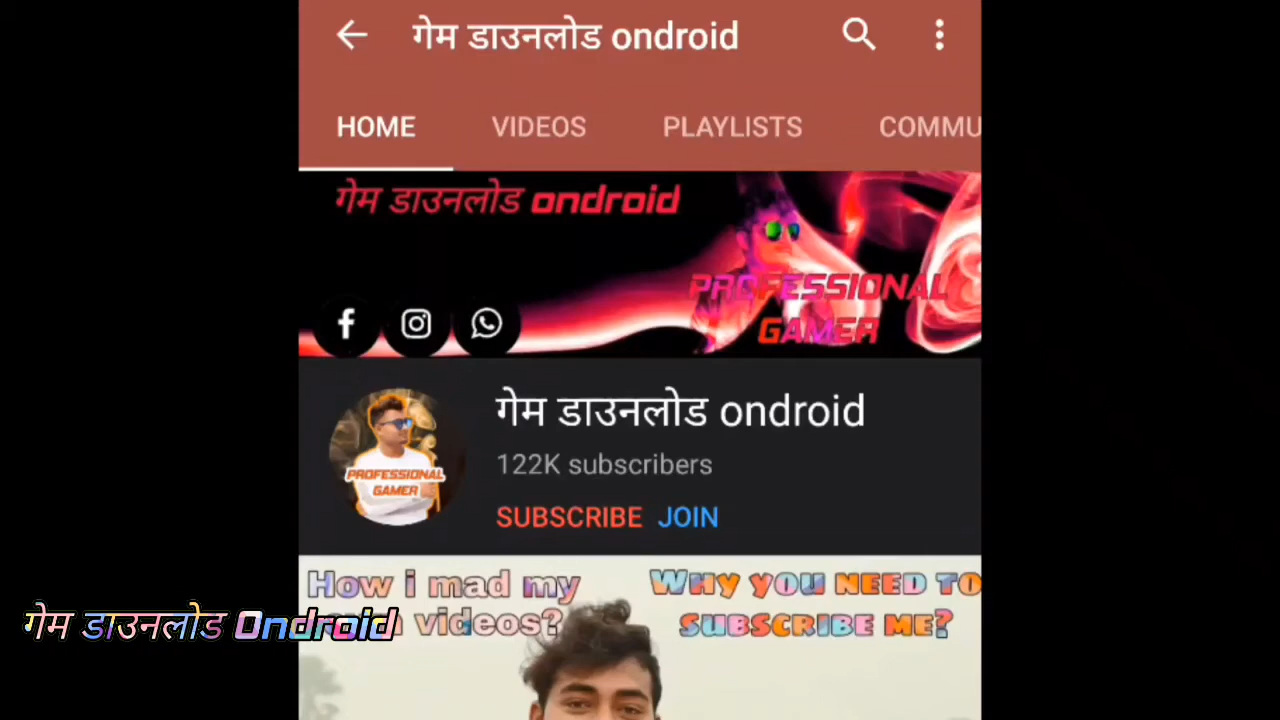 गेम डाउनलोड ondroid
HOME VIDEOS PLAYLISTS COMMU
गेम डाउनलोड ondroid
PROFESSIONAL
GAMER
गेम डाउनलोड ondroid
122K subscribers
SUBSCRIBE JOIN
PROFESSIONAL
GAMER
How i mad my
videos?
WHY YOU NEED TO
SUBSCRIBE ME?
गेम डाउनलोड Ondroid